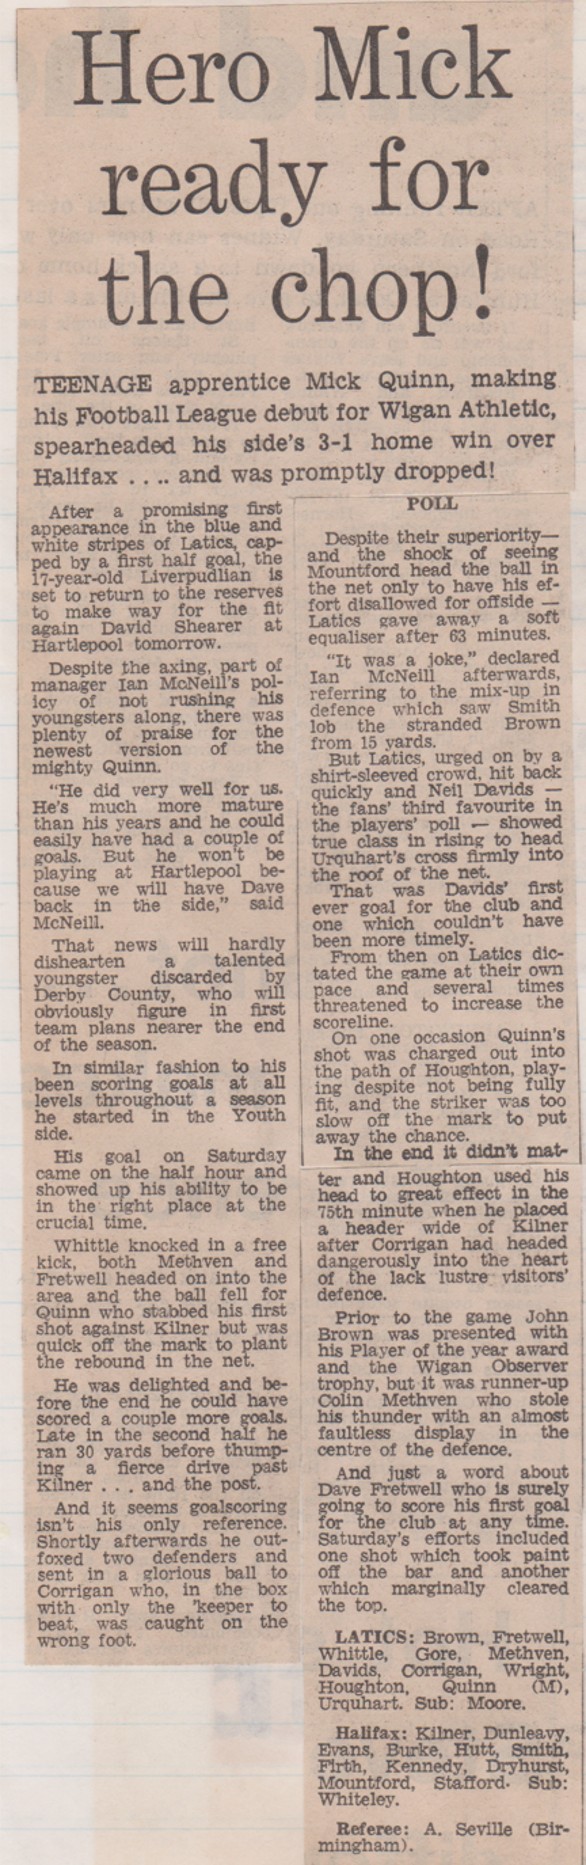 Hero Mick
ready for
the chop!
TEENAGE apprentice Mick Quinn, making
his Football League debut for Wigan Athletic,
spearheaded his side's 3-1 home win over
Halifax .... and was promptly dropped!
After a promising first
appearance in the blue and
white stripes of Latics, cap-
ped by a first half goal, the
17-year-old Liverpudlian is
set to return to the reserves
to make way for the fit
again David Shearer at
Hartlepool tomorrow.
Despite the axing, part of
manager Ian McNeill's pol-
icy of not rushing his
youngsters along, there was
plenty of praise for the
newest version of the
mighty Quinn.
"He did very well for us.
He's much more mature
than his years and he could
easily have had a couple of
goals. But he won't be
playing at Hartlepool be-
cause we will have Dave
back in the side," said
McNeill.
That news will hardly
dishearten a talented
youngster discarded by
Derby County, who will
obviously figure in first
team plans nearer the end
of the season.
In similar fashion to his
been scoring goals at all
levels throughout a season
he started in the Youth
side.
His goal on Saturday
came on the half hour and
showed up his ability to be
in the right place at the
crucial time.
Whittle knocked in a free
kick, both Methven and
Fretwell headed on into the
area and the ball fell for
Quinn who stabbed his first
shot against Kilner but was
quick off the mark to plant
the rebound in the net.
He was delighted and be-
fore the end he could have
scored a couple more goals.
Late in the second half he
ran 30 yards before thump-
ing a fierce drive past
Kilner . . . and the post.
And it seems goalscoring
isn't his only reference.
Shortly afterwards he out-
foxed two defenders and
sent in a glorious ball to
Corrigan who, in the box
with only the 'keeper to
beat, was caught on the
wrong foot.
POLL
Despite their superiority—
and the shock of seeing
Mountford head the ball in
the net only to have his ef-
fort disallowed for offside —
Latics gave away a soft
equaliser after 63 minutes.
"It was a joke," declared
Ian McNeill afterwards,
referring to the mix-up in
defence which saw Smith
lob the stranded Brown
from 15 yards.
But Latics, urged on by a
shirt-sleeved crowd, hit back
quickly and Neil Davids —
the fans' third favourite in
the players' poll — showed
true class in rising to head
Urquhart's cross firmly into
the roof of the net.
That was Davids' first
ever goal for the club and
one which couldn't have
been more timely.
From then on Latics dic-
tated the game at their own
pace and several times
threatened to increase the
scoreline.
On one occasion Quinn's
shot was charged out into
the path of Houghton, play-
ing despite not being fully
fit, and the striker was too
slow off the mark to put
away the chance.
In the end it didn't mat-
ter and Houghton used his
head to great effect in the
75th minute when he placed
a header wide of Kilner
after Corrigan had headed
dangerously into the heart
of the lack lustre visitors'
defence.
Prior to the game John
Brown was presented with
his Player of the year award
and the Wigan Observer
trophy, but it was runner-up
Colin Methven who stole
his thunder with an almost
faultless display in the
centre of the defence.
And just a word about
Dave Fretwell who is surely
going to score his first goal
for the club at any time.
Saturday's efforts included
one shot which took paint
off the bar and another
which marginally cleared
the top.
LATICS: Brown, Fretwell,
Whittle, Gore, Methven,
Davids, Corrigan, Wright,
Houghton, Quinn (M),
Urquhart. Sub: Moore.
Halifax: Kilner, Dunleavy,
Evans, Burke, Hutt, Smith,
Firth, Kennedy, Dryhurst,
Mountford, Stafford. Sub:
Whiteley.
Referee: A. Seville (Bir-
mingham).